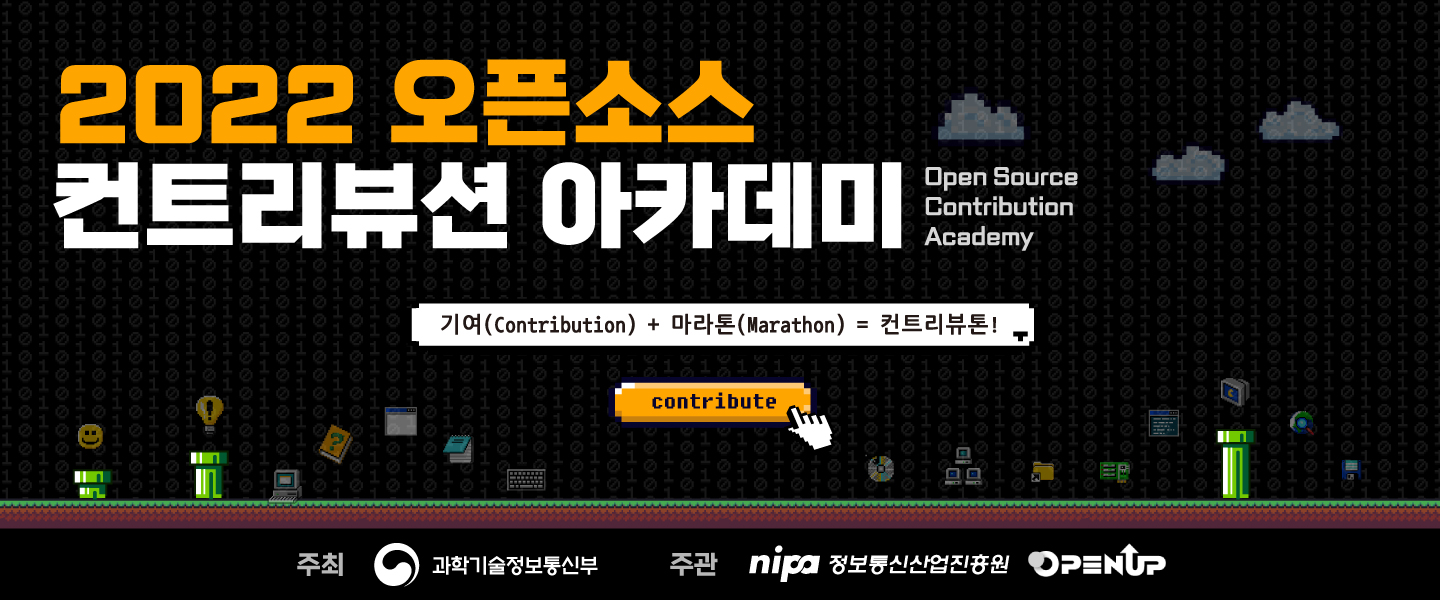 2022 오픈소스
컨트리뷰션 아카데미
Open Source
Contribution
Academy
기여(Contribution) + 마라톤(Marathon) = 컨트리뷰톤!
contribute
주최 과학기술정보통신부 주관 nipa 정보통신산업진흥원 OPENUP